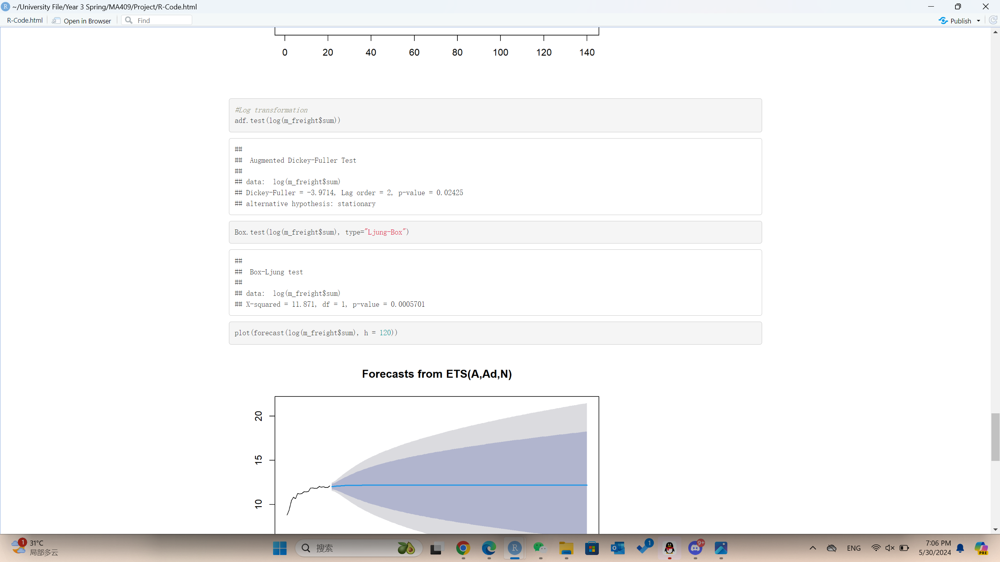 ~/University File/Year 3 Spring/MA409/Project/R-Code.html
R-Code.html
Open in Browser
Find
Publish
0 20 40 60 80 100 120 140
#Log transformation
adf.test(log(m_freight$sum))
##
## Augmented Dickey-Fuller Test
##
## data: log(m_freight$sum)
## Dickey-Fuller = -3.9714, Lag order = 2, p-value = 0.02425
## alternative hypothesis: stationary
Box.test(log(m_freight$sum), type="Ljung-Box")
##
## Box-Ljung test
##
## data: log(m_freight$sum)
## X-squared = 11.871, df = 1, p-value = 0.0005701
plot(forecast(log(m_freight$sum), h = 120))
Forecasts from ETS(A,Ad,N)
20
15
10
1
31°C
局部多云
搜索
R
1
9+
ENG
7:06 PM
5/30/2024
PRE